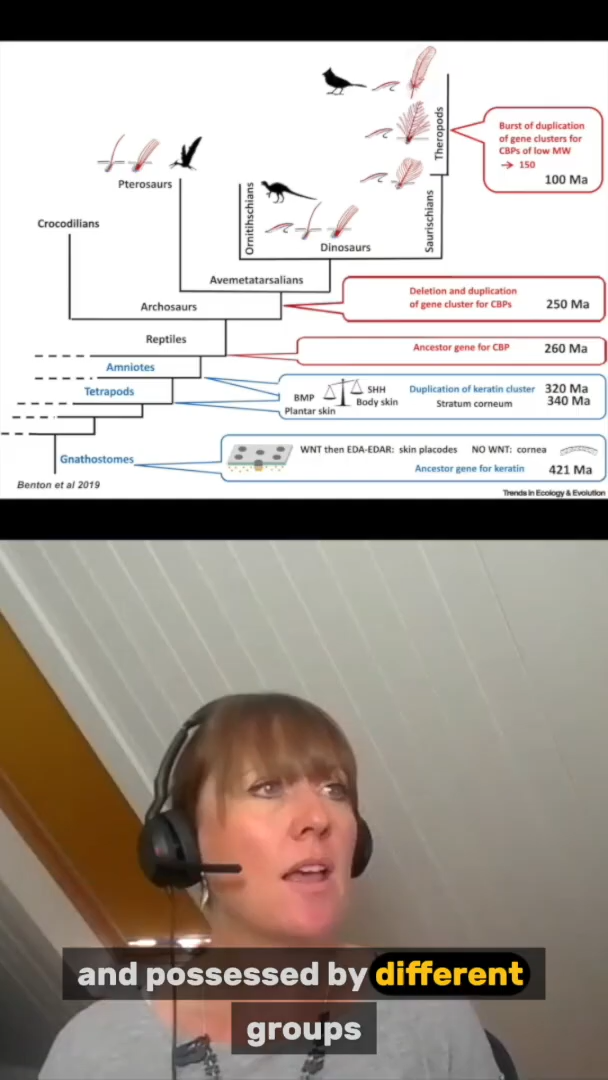 Theropods
Burst of duplication
of gene clusters for
CBPs of low MW
→ 150
100 Ma
Pterosaurs
Ornitihschians
Saurischians
Crocodilians
Dinosaurs
Avemetatarsalians
Deletion and duplication
of gene cluster for CBPs
250 Ma
Archosaurs
Reptiles
Ancestor gene for CBP
260 Ma
Amniotes
Tetrapods
BMP
Plantar skin
SHH
Body skin
Duplication of keratin cluster
320 Ma
Stratum corneum
340 Ma
WNT then EDA-EDAR: skin placodes
NO WNT: cornea
Gnathostomes
Ancestor gene for keratin
421 Ma
Benton et al 2019
Trends in Ecology & Evolution
and possessed by different
groups